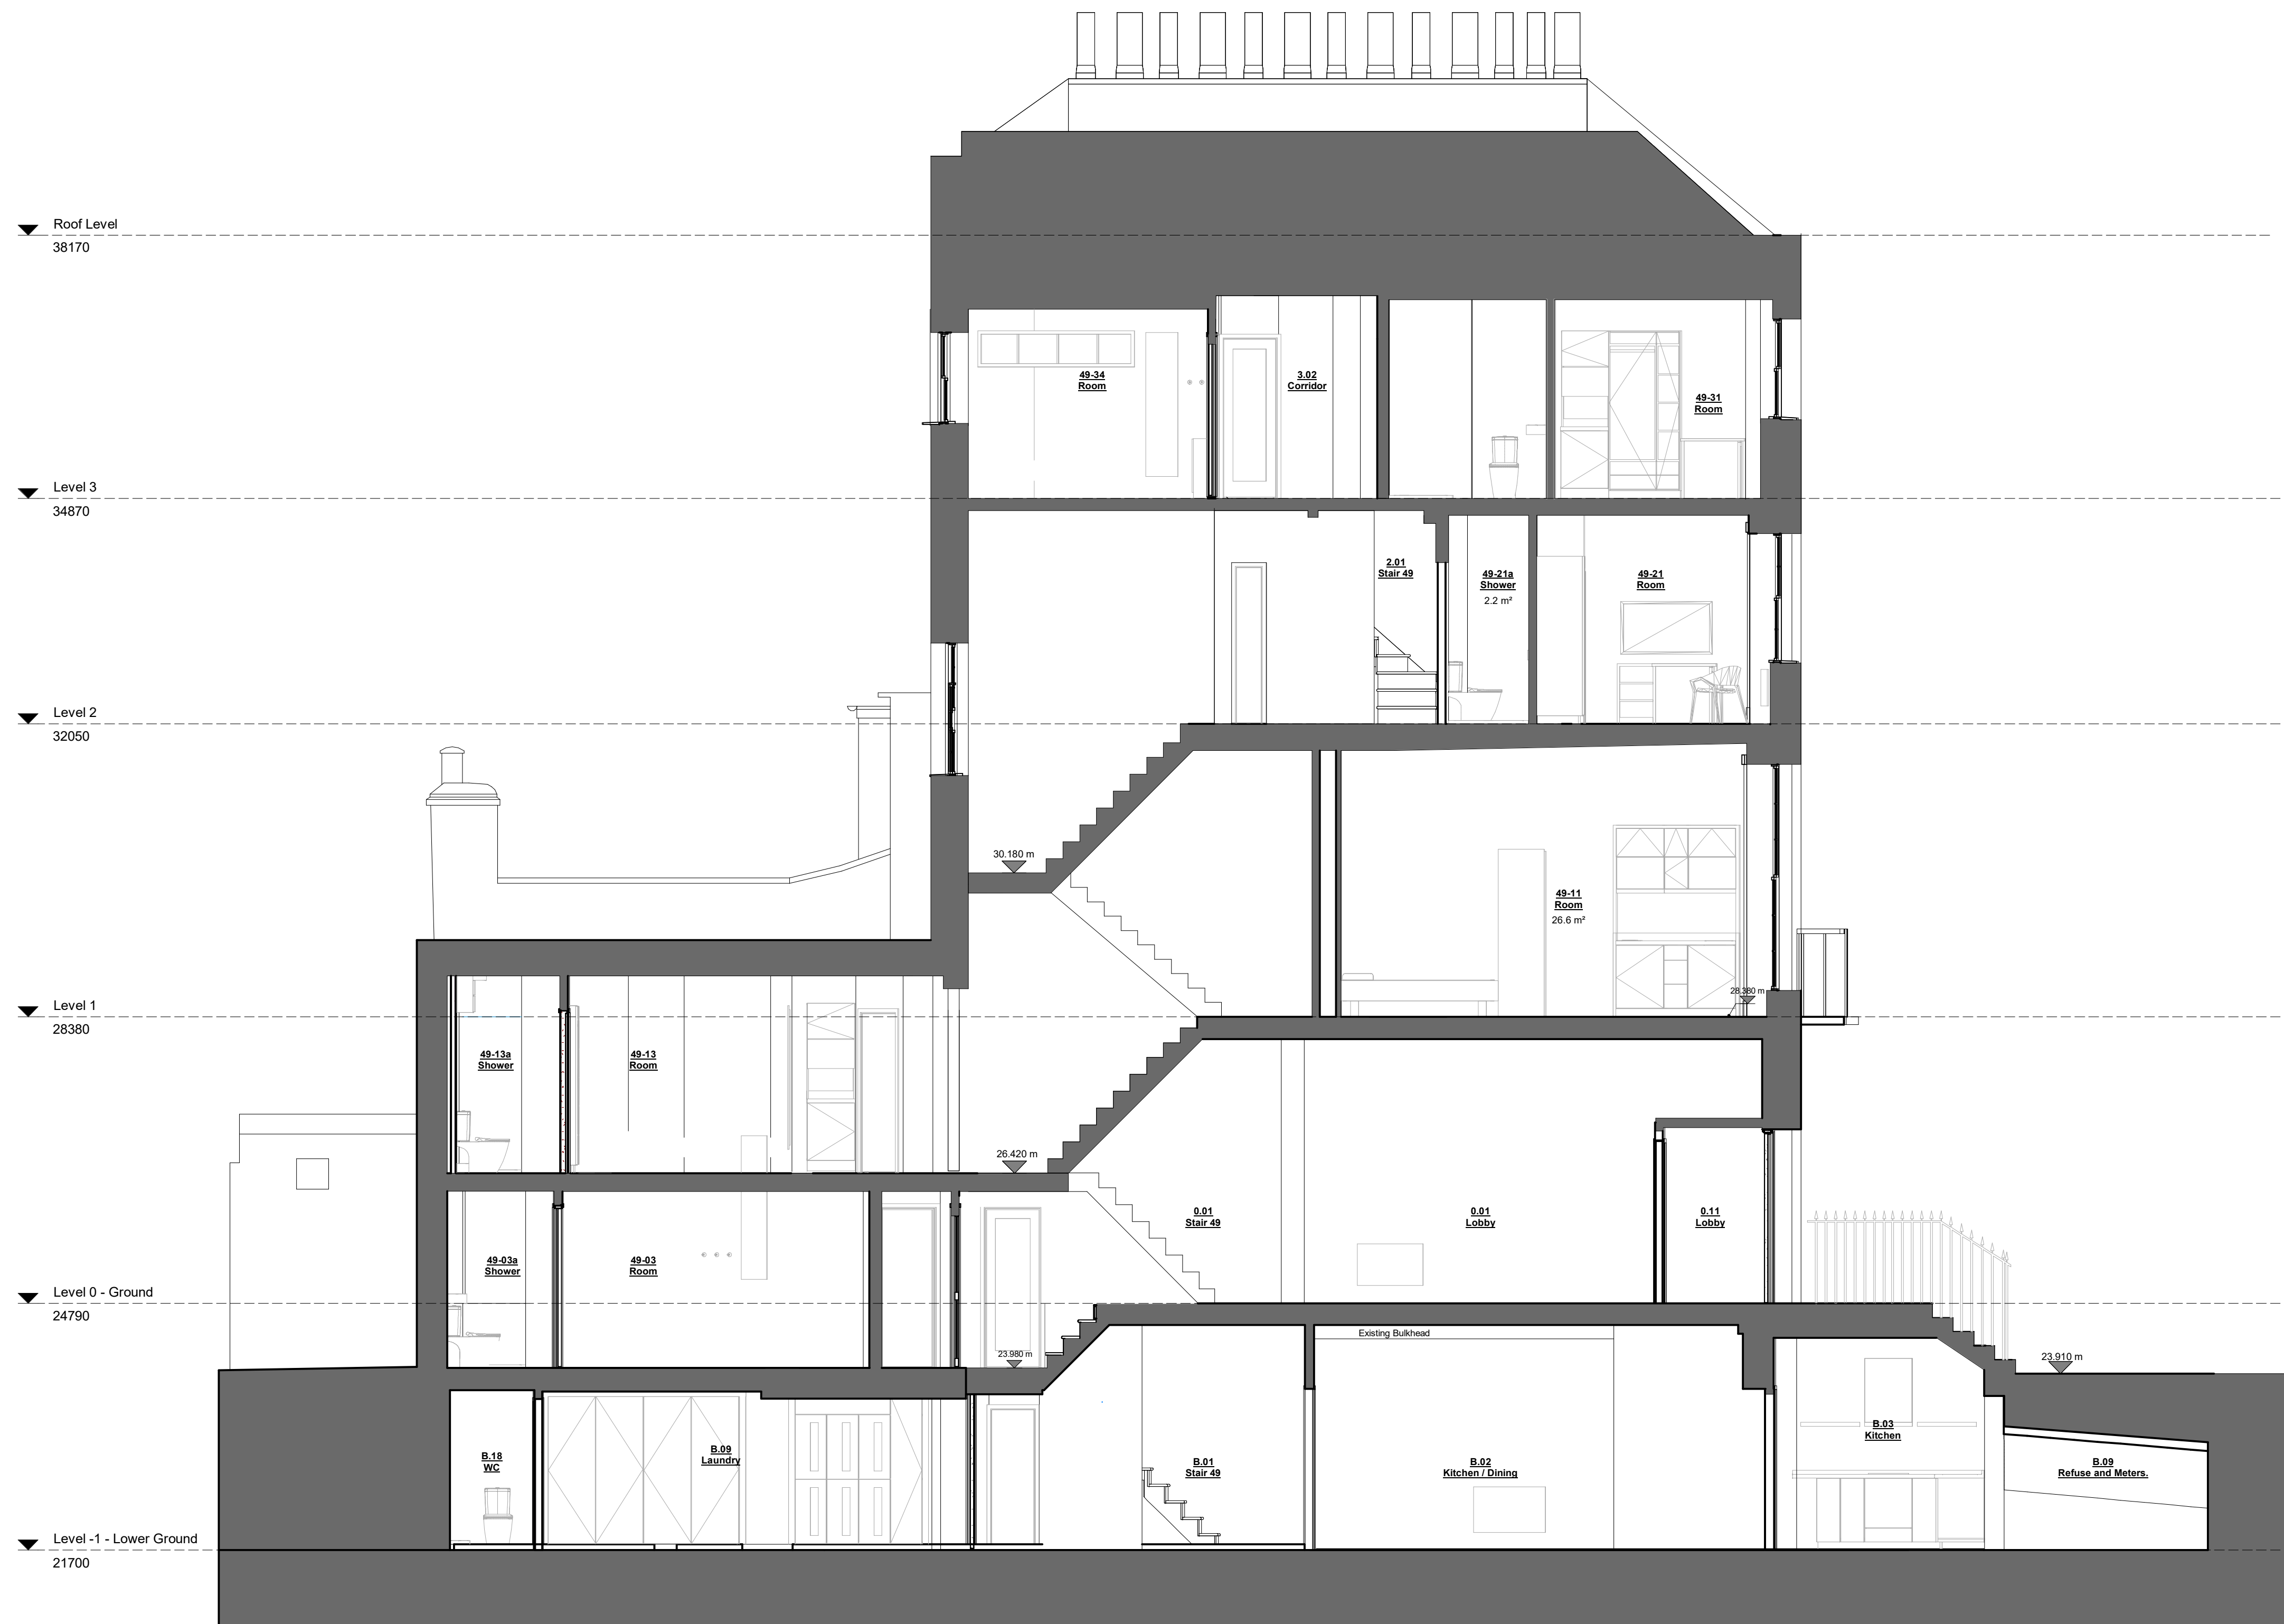 Roof Level
38170
49-34
Room
3.02
Corridor
49-31
Room
Level 3
34870
2.01
Stair 49
49-21a
Shower
2.2 m²
49-21
Room
Level 2
32050
30.180 m
49-11
Room
26.6 m²
28.380 m
Level 1
28380
49-13a
Shower
49-13
Room
26.420 m
0.01
Stair 49
0.01
Lobby
0.11
Lobby
49-03a
Shower
49-03
Room
Level 0 - Ground
24790
Existing Bulkhead
23.980 m
23.910 m
B.03
Kitchen
B.18
WC
B.09
Laundry
B.01
Stair 49
B.02
Kitchen / Dining
B.09
Refuse and Meters.
Level -1 - Lower Ground
21700